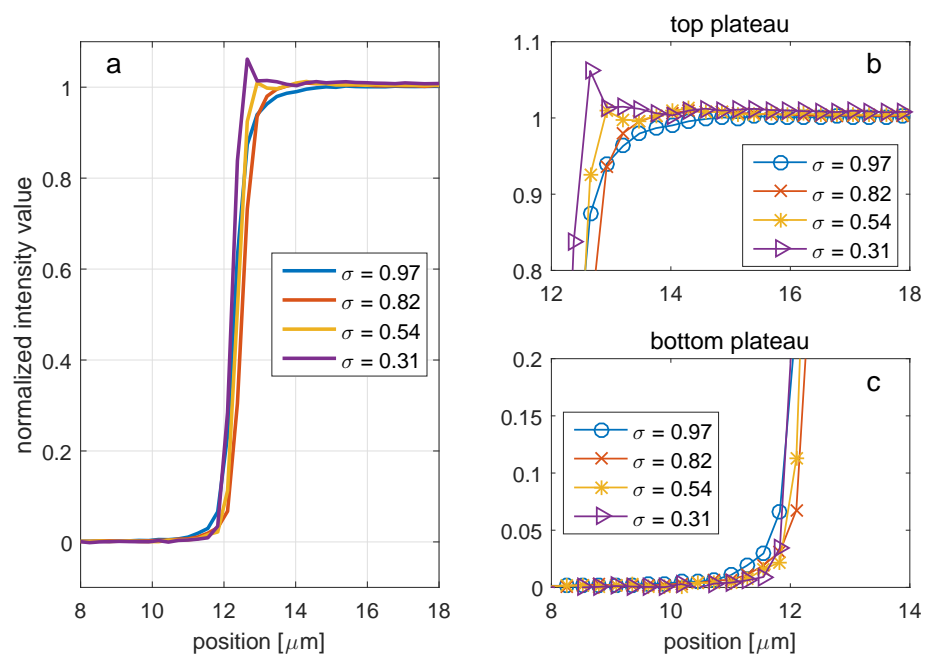 a
normalized intensity value
1
0.8
0.6
0.4
0.2
0
8 10 12 14 16 18
position [μm]
σ = 0.97
σ = 0.82
σ = 0.54
σ = 0.31
top plateau
b
1.1
1
0.9
0.8
12 14 16 18
σ = 0.97
σ = 0.82
σ = 0.54
σ = 0.31
bottom plateau
c
0.2
0.15
0.1
0.05
0
8 10 12 14
position [μm]
σ = 0.97
σ = 0.82
σ = 0.54
σ = 0.31